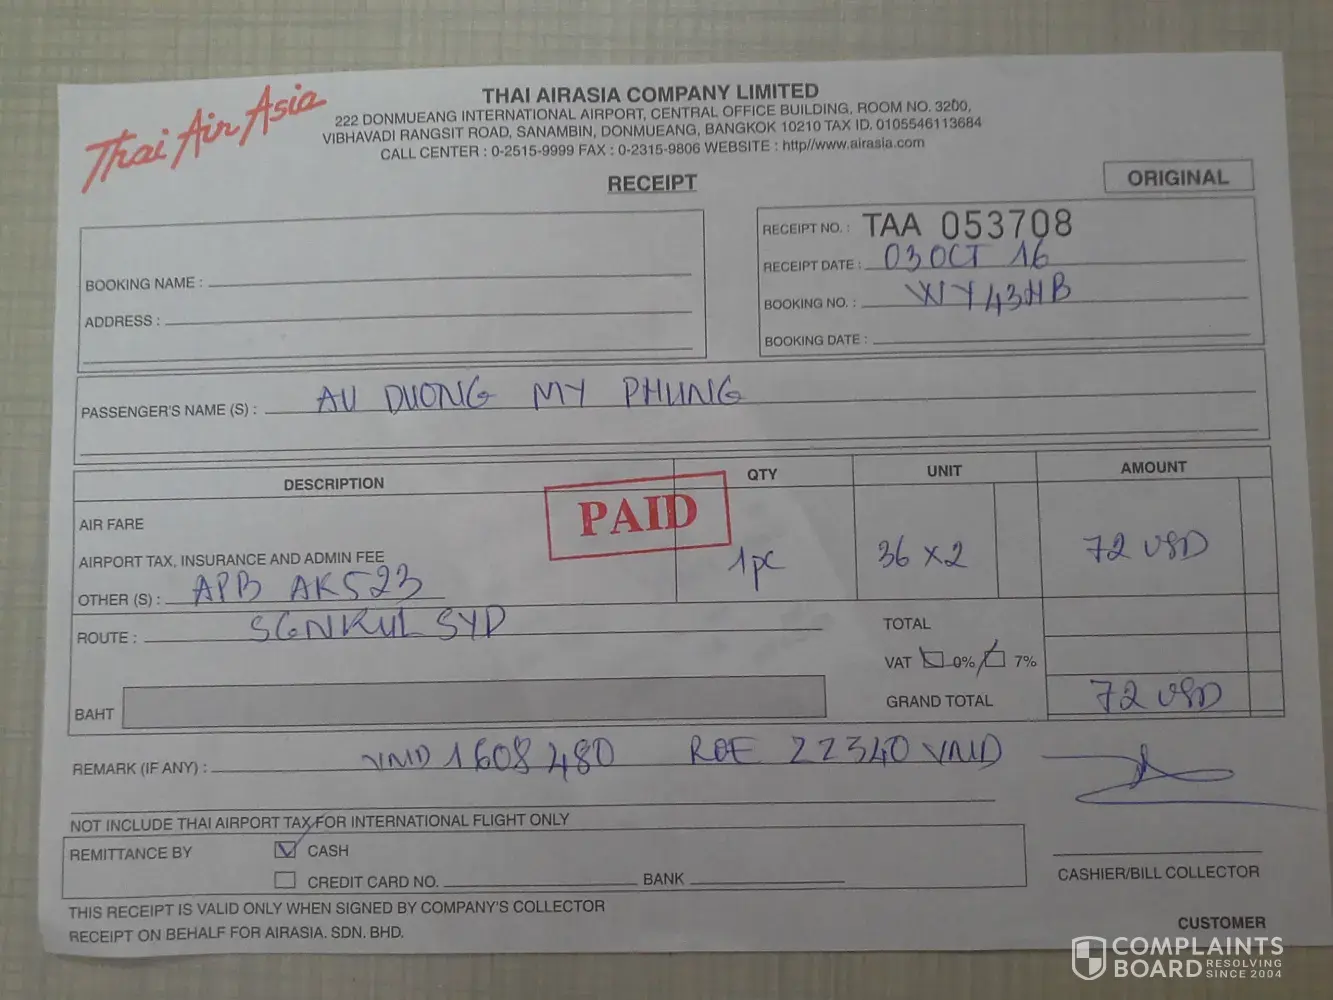 Thai Air Asia
THAI AIRASIA COMPANY LIMITED
222 DONMUEANG INTERNATIONAL AIRPORT, CENTRAL OFFICE BUILDING, ROOM NO. 3200,
VIBHAVADI RANGSIT ROAD, SANAMBIN, DONMUEANG, BANGKOK 10210 TAX ID. 0105546113684
CALL CENTER : 0-2515-9999 FAX : 0-2315-9806 WEBSITE : http//www.airasia.com
RECEIPT
ORIGINAL
BOOKING NAME :
ADDRESS :
RECEIPT NO. : TAA 053708
RECEIPT DATE : 03 OCT 16
BOOKING NO. : WY43HB
BOOKING DATE :
PASSENGER'S NAME (S) : AU DUONG MY PHUNG
DESCRIPTION QTY UNIT AMOUNT
PAID
AIR FARE
AIRPORT TAX, INSURANCE AND ADMIN FEE 1pc 36 x 2 72 USD
OTHER (S) : APB AK523
ROUTE : SGNKUL SYD
TOTAL
VAT 0% 7%
GRAND TOTAL 72 USD
BAHT
REMARK (IF ANY) : VND 1608 480 ROE 22340 VND
NOT INCLUDE THAI AIRPORT TAX FOR INTERNATIONAL FLIGHT ONLY
REMITTANCE BY CASH
CREDIT CARD NO. BANK
CASHIER/BILL COLLECTOR
THIS RECEIPT IS VALID ONLY WHEN SIGNED BY COMPANY'S COLLECTOR
RECEIPT ON BEHALF FOR AIRASIA. SDN. BHD.
CUSTOMER
COMPLAINTS
BOARD RESOLVING SINCE 2004